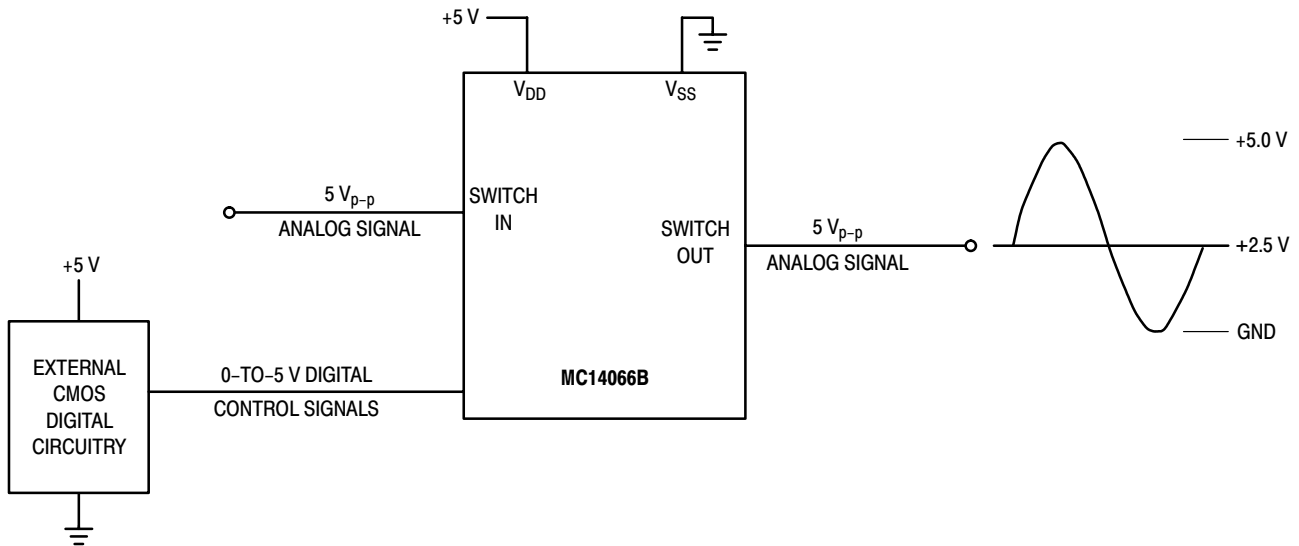 +5 V
V_DD
V_SS
+5.0 V
5 V_p–p
ANALOG SIGNAL
SWITCH
IN
SWITCH
OUT
5 V_p–p
ANALOG SIGNAL
+2.5 V
+5 V
GND
EXTERNAL
CMOS
DIGITAL
CIRCUITRY
0–TO–5 V DIGITAL
CONTROL SIGNALS
MC14066B